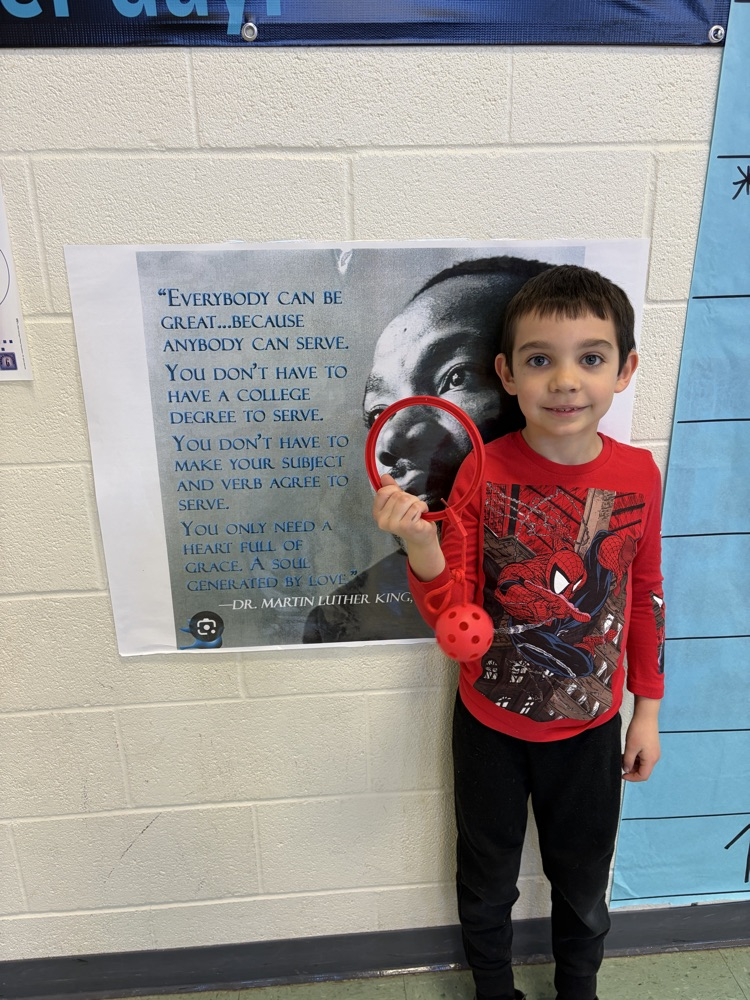 day!
"EVERYBODY CAN BE
GREAT...BECAUSE
ANYBODY CAN SERVE.
YOU DON'T HAVE TO
HAVE A COLLEGE
DEGREE TO SERVE.
YOU DON'T HAVE TO
MAKE YOUR SUBJECT
AND VERB AGREE TO
SERVE.
YOU ONLY NEED A
HEART FULL OF
GRACE. A SOUL
GENERATED BY LOVE."
—DR. MARTIN LUTHER KING,